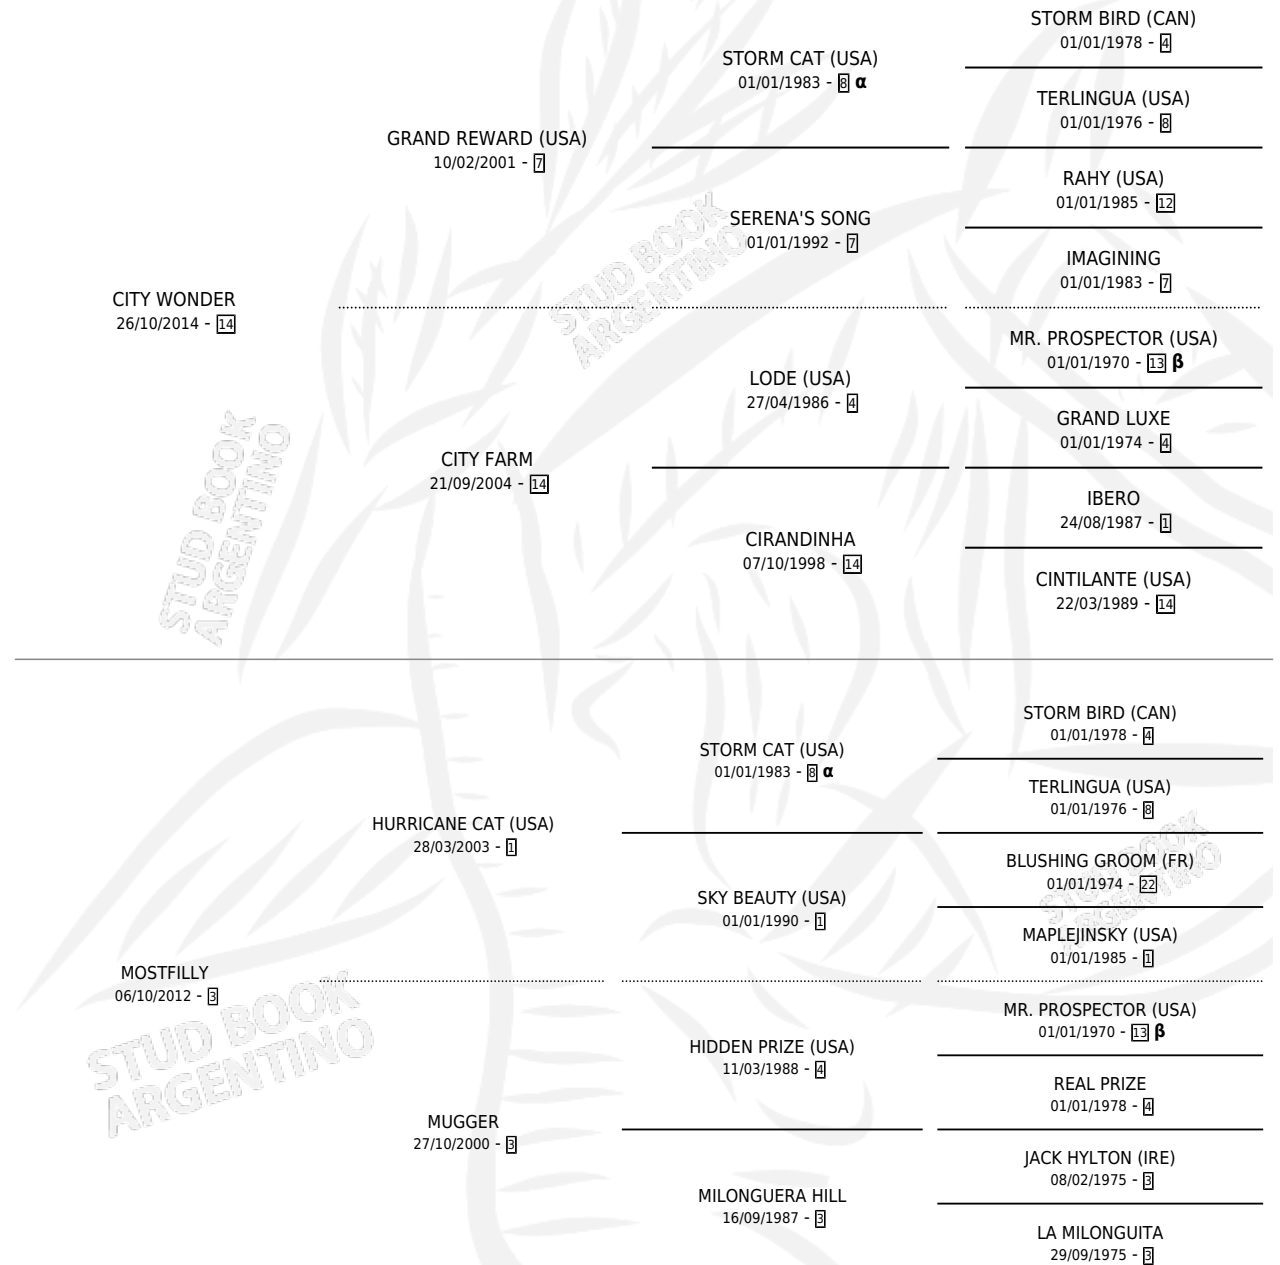 STORM BIRD (CAN)
01/01/1978 - 4
STORM CAT (USA)
01/01/1983 - 8 α
TERLINGUA (USA)
01/01/1976 - 8
GRAND REWARD (USA)
10/02/2001 - 7
RAHY (USA)
01/01/1985 - 12
SERENA'S SONG
01/01/1992 - 7
IMAGINING
01/01/1983 - 7
CITY WONDER
26/10/2014 - 14
MR. PROSPECTOR (USA)
01/01/1970 - 13 β
LODE (USA)
27/04/1986 - 4
GRAND LUXE
01/01/1974 - 4
CITY FARM
21/09/2004 - 14
IBERO
24/08/1987 - 1
CIRANDINHA
07/10/1998 - 14
CINTILANTE (USA)
22/03/1989 - 14
STUD BOOK
ARGENTINO
STUD BOOK
ARGENTINO
STORM BIRD (CAN)
01/01/1978 - 4
STORM CAT (USA)
01/01/1983 - 8 α
TERLINGUA (USA)
01/01/1976 - 8
HURRICANE CAT (USA)
28/03/2003 - 1
BLUSHING GROOM (FR)
01/01/1974 - 22
SKY BEAUTY (USA)
01/01/1990 - 1
MAPLEJINSKY (USA)
01/01/1985 - 1
MOSTFILLY
06/10/2012 - 3
MR. PROSPECTOR (USA)
01/01/1970 - 13 β
HIDDEN PRIZE (USA)
11/03/1988 - 4
REAL PRIZE
01/01/1978 - 4
MUGGER
27/10/2000 - 3
JACK HYLTON (IRE)
08/02/1975 - 3
MILONGUERA HILL
16/09/1987 - 3
LA MILONGUITA
29/09/1975 - 3
STUD BOOK
ARGENTINO
STUD BOOK
ARGENTINO